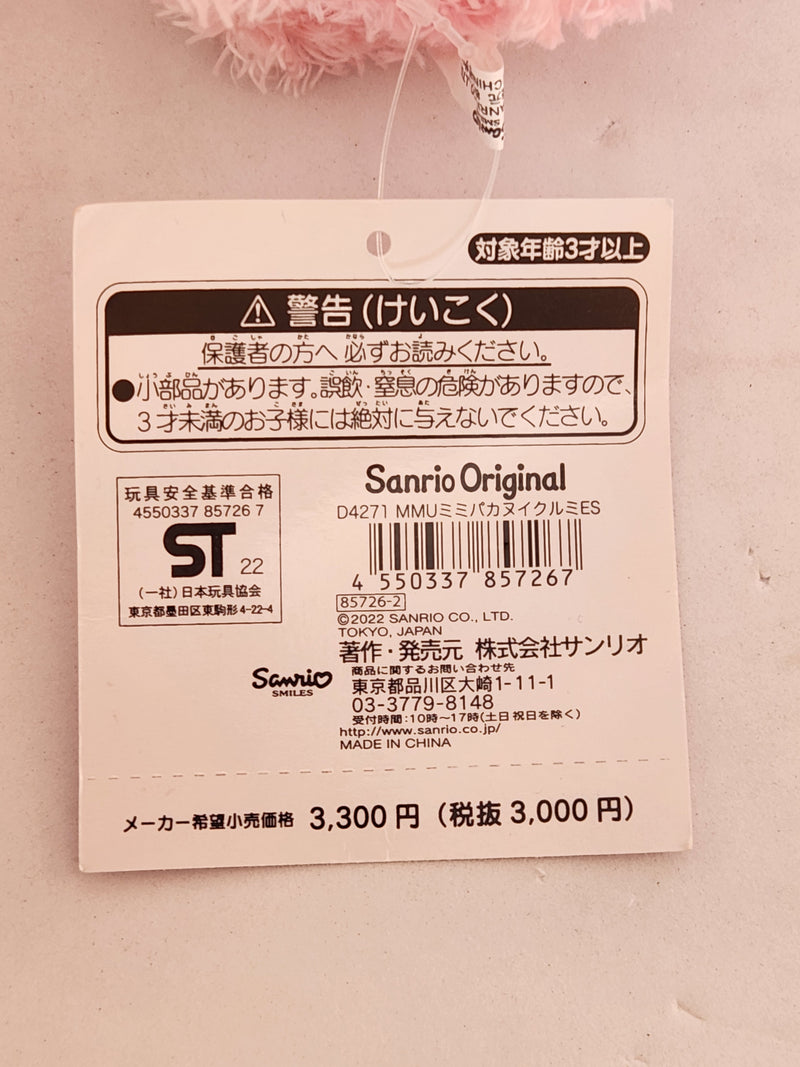 対象年齢3才以上
⚠ 警告(けいこく)
保護者の方へ必ずお読みください。
●小部品があります。誤飲・窒息の危険がありますので、
3才未満のお子様には絶対に与えないでください。
玩具安全基準合格
4550337 85726 7
ST 22
(一社)日本玩具協会
東京都墨田区東駒形4-22-4
Sanrio Original
D4271 MMUミミパカヌイクルミES
4 550337 857267
85726-2
©2022 SANRIO CO., LTD.
TOKYO, JAPAN
著作・発売元 株式会社サンリオ
Sanrio
SMILES
商品に関するお問い合わせ先
東京都品川区大崎1-11-1
03-3779-8148
受付時間:10時~17時(土日祝日を除く)
http://www.sanrio.co.jp/
MADE IN CHINA
メーカー希望小売価格 3,300円(税抜3,000円)